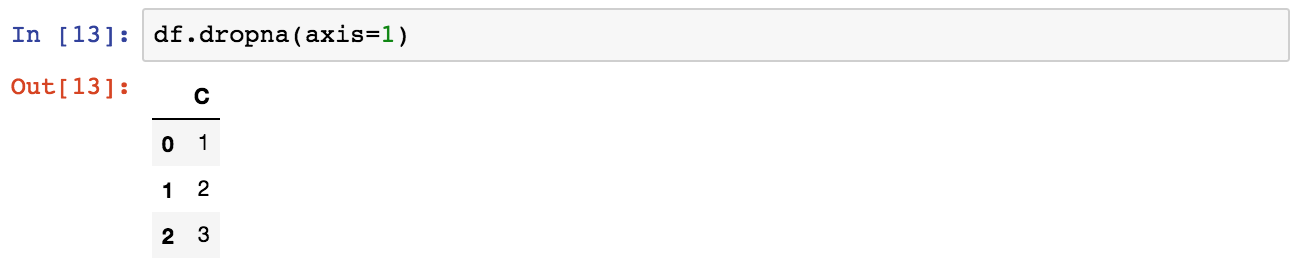 In [13]: df.dropna(axis=1)
Out[13]:
C
0 1
1 2
2 3